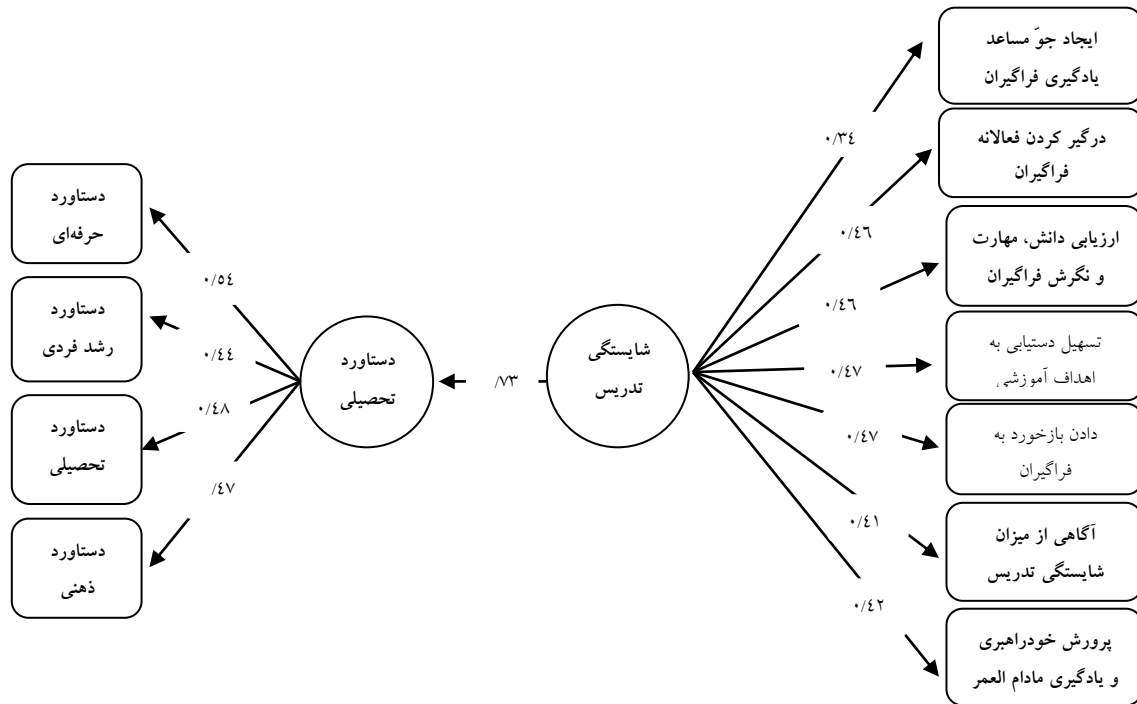 ایجاد جوّ مساعد
یادگیری فراگیران
درگیر کردن فعالانه
فراگیران
ارزیابی دانش، مهارت
و نگرش فراگیران
تسهیل دستیابی به
اهداف آموزشی
دادن بازخورد به
فراگیران
آگاهی از میزان
شایستگی تدریس
پرورش خودراهبری
و یادگیری مادام العمر
۰/۳٤
۰/٤٦
۰/٤٦
۰/٤۷
۰/٤۷
۰/٤۱
۰/٤۲
شایستگی
تدریس
/۷۳
دستاورد
تحصیلی
۰/٥٤
۰/٤٤
۰/٤۸
/٤۷
دستاورد
حرفه‌ای
دستاورد
رشد فردی
دستاورد
تحصیلی
دستاورد
ذهنی